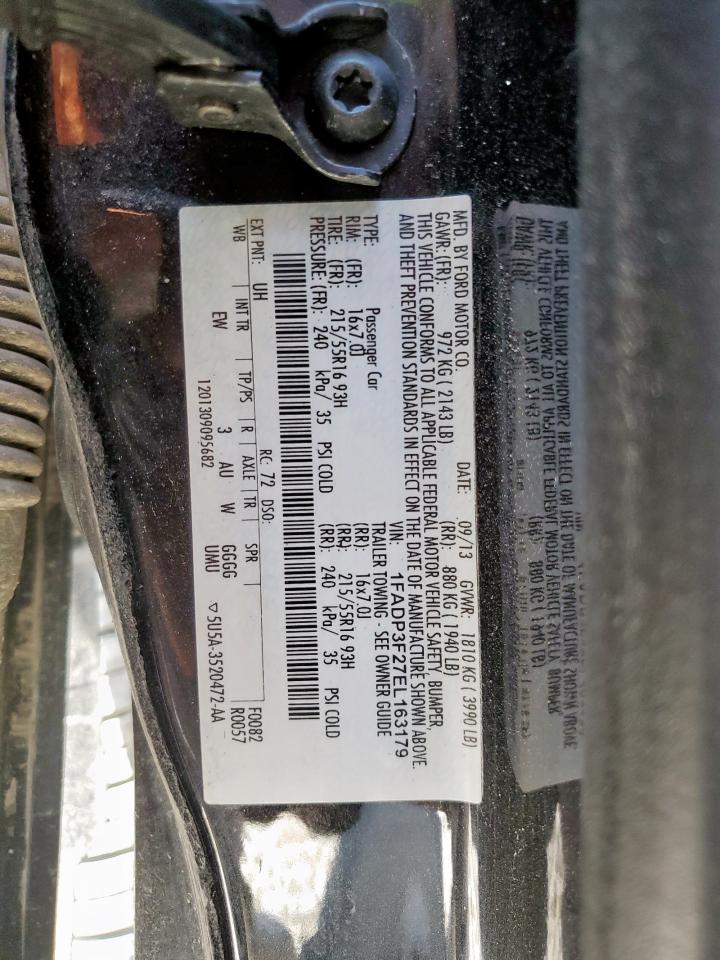 MFD. BY FORD MOTOR CO.
DATE: 09/13 GVWR: 1810 KG ( 3990 LB)
GAWR: (FR): 972 KG ( 2143 LB) (RR): 880 KG ( 1940 LB)
THIS VEHICLE CONFORMS TO ALL APPLICABLE FEDERAL MOTOR VEHICLE SAFETY, BUMPER,
AND THEFT PREVENTION STANDARDS IN EFFECT ON THE DATE OF MANUFACTURE SHOWN ABOVE.
VIN: 1FADP3F27EL163179
TYPE: Passenger Car TRAILER TOWING - SEE OWNER GUIDE
RIM: (FR): 16x7.0J (RR): 16x7.0J
TIRE: (FR): 215/55R16 93H (RR): 215/55R16 93H
PRESSURE: (FR): 240 kPa/ 35 PSI COLD (RR): 240 kPa/ 35 PSI COLD
RC: 72 DSO: F0082
EXT PNT: UH R0057
WB INT TR TP/PS R AXLE TR SPR
EW 3 AU W GGGG
UMU
1201309095682 ▽5U5A-3520472-AA